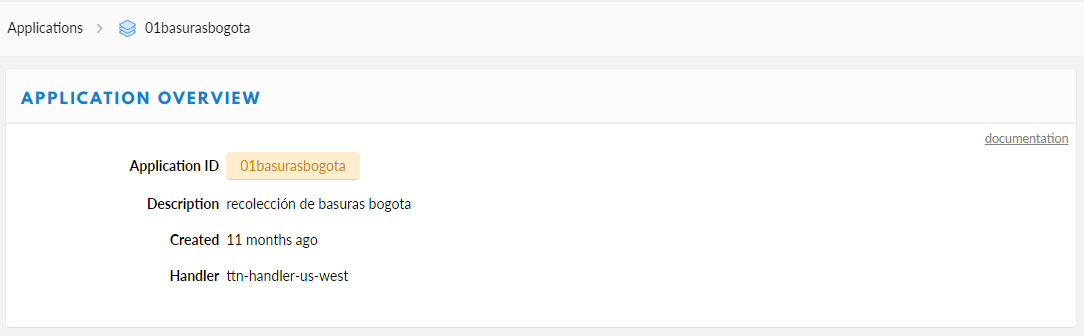 Applications > 01basurasbogota
APPLICATION OVERVIEW
documentation
Application ID 01basurasbogota
Description recolección de basuras bogota
Created 11 months ago
Handler ttn-handler-us-west